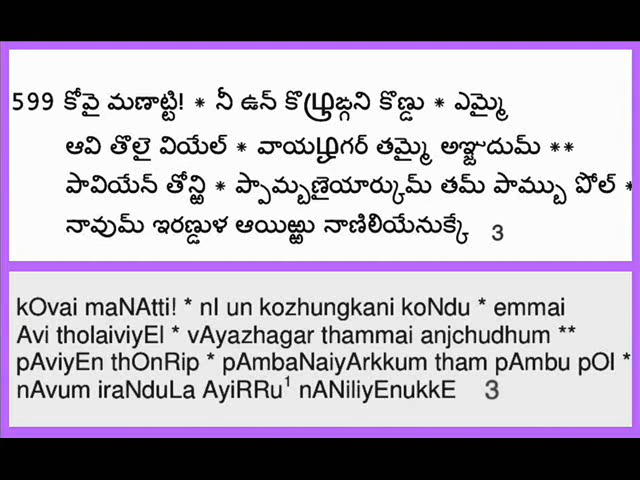 599 కోవై మణాట్టి! * నీ ఉన్ కొழுఙ్గని కొణ్డు * ఎమ్మై
ఆవి తొలై వియేల్ * వాయழగర్ తమ్మై అఞ్జుదుమ్ **
పావియేన్ తోన్ఱి * ప్పామ్బణైయార్కుమ్ తమ్ పామ్బు పోల్ *
నావుమ్ ఇరణ్డుళ ఆయిఱ్ఱు నాణిలియేనుక్కే 3
kOvai maNAtti! * nI un kozhungkani koNdu * emmai
Avi tholaiviyEl * vAyazhagar thammai anjchudhum **
pAviyEn thOnRip * pAmbaNaiyArkkum tham pAmbu pOl *
nAvum iraNduLa AyiRRu¹ nANiliyEnukkE 3